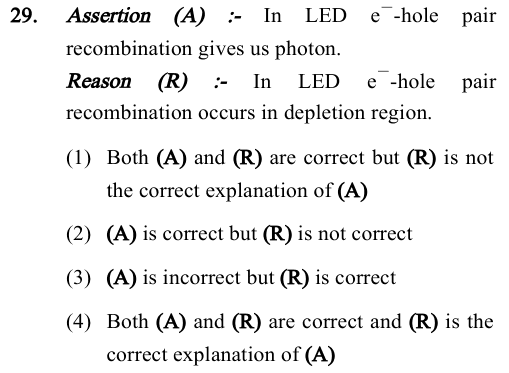 29. Assertion (A) :- In LED e⁻-hole pair
recombination gives us photon.
Reason (R) :- In LED e⁻-hole pair
recombination occurs in depletion region.
(1) Both (A) and (R) are correct but (R) is not
the correct explanation of (A)
(2) (A) is correct but (R) is not correct
(3) (A) is incorrect but (R) is correct
(4) Both (A) and (R) are correct and (R) is the
correct explanation of (A)